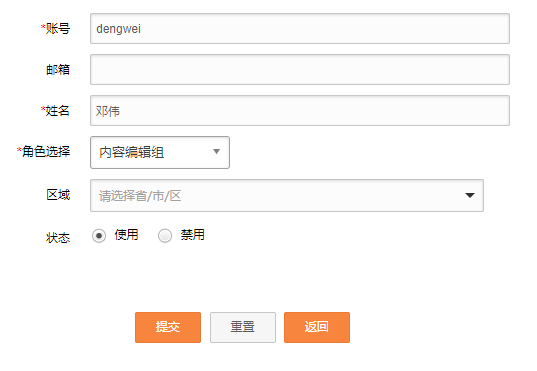 *账号 dengwei
邮箱
*姓名 邓伟
*角色选择 内容编辑组
区域 请选择省/市/区
状态 使用 禁用
提交 重置 返回